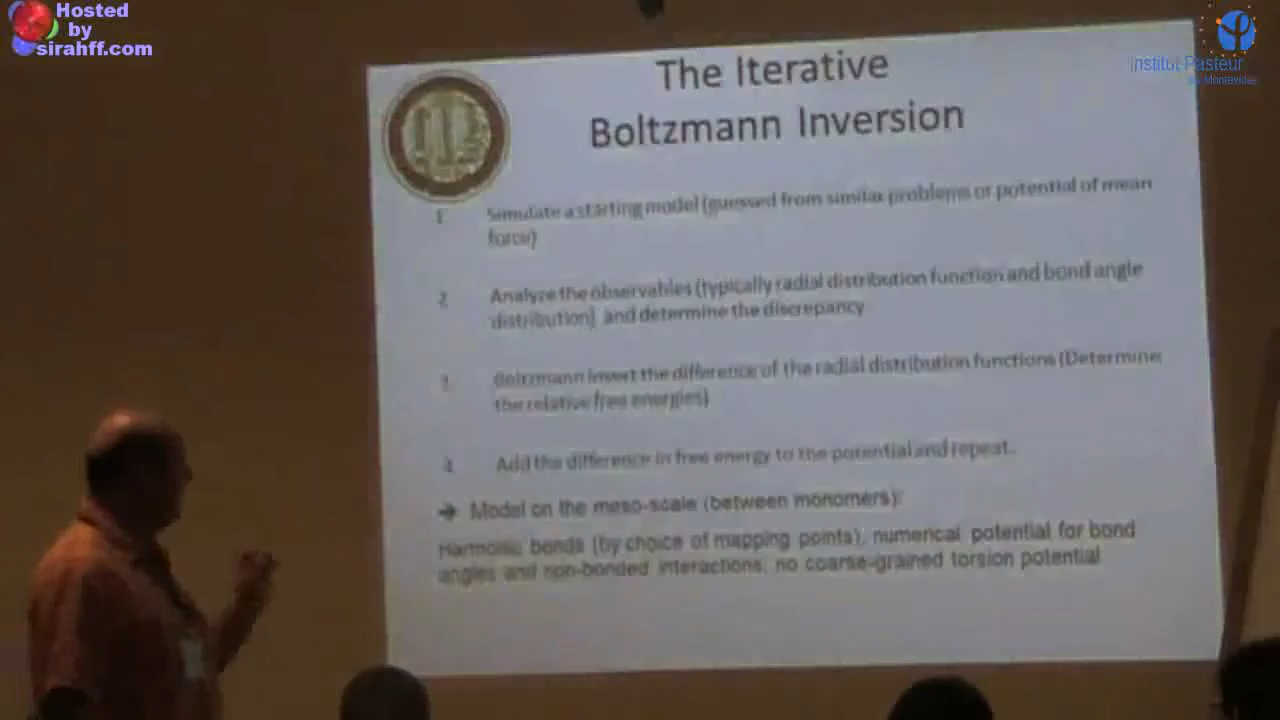 Hosted
by
sirahff.com
Institut Pasteur
de Montevideo
The Iterative
Boltzmann Inversion
1 Simulate a starting model (guessed from similar problems or potential of mean
force)
2 Analyze the observables (typically radial distribution function and bond angle
distribution) and determine the discrepancy
Boltzmann invert the difference of the radial distribution functions (Determine
the relative free energies)
Add the difference in free energy to the potential and repeat.
➔ Model on the meso-scale (between monomers):
Harmonic bonds (by choice of mapping points), numerical potential for bond
angles and non-bonded interactions; no coarse-grained torsion potential